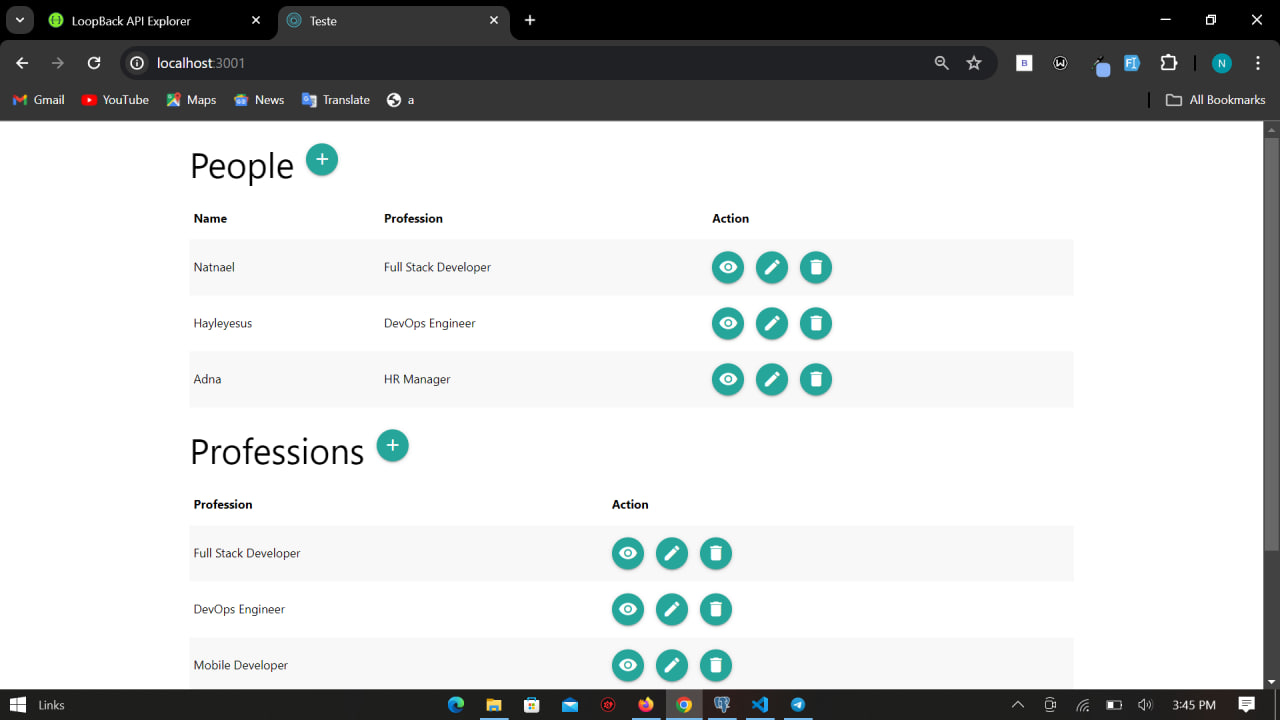 LoopBack API Explorer
Teste
localhost:3001
B
W
N
Gmail
YouTube
Maps
News
Translate
a
All Bookmarks
People
Name Profession Action
Natnael Full Stack Developer
Hayleyesus DevOps Engineer
Adna HR Manager
Professions
Profession Action
Full Stack Developer
DevOps Engineer
Mobile Developer
Links
3:45 PM